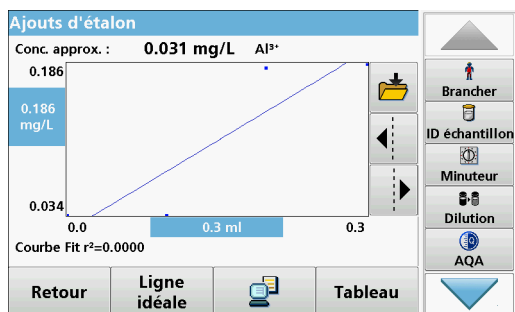 Ajouts d'étalon
Conc. approx. : 0.031 mg/L Al³⁺
0.186
0.186
mg/L
0.034
0.0 0.3 ml 0.3
Courbe Fit r²=0.0000
Retour
Ligne
idéale
Tableau
Brancher
ID échantillon
Minuteur
Dilution
AQA